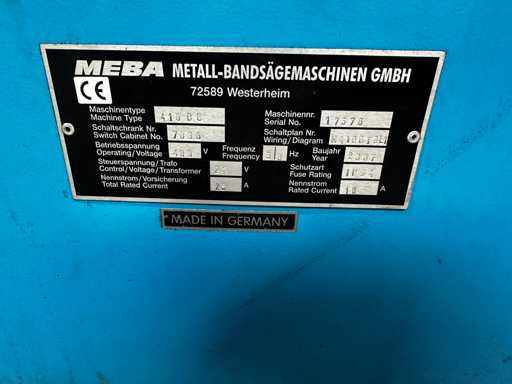 MEBA METALL-BANDSÄGEMASCHINEN GMBH
72589 Westerheim
CE
Maschinentype
Machine Type
Maschinennr.
Serial No.
Schaltschrank Nr.
Switch Cabinet No.
Schaltplan Nr.
Wiring/Diagram
Betriebsspannung
Operating/Voltage V
Frequenz
Frequency Hz
Baujahr
Year
Steuerspannung/Trafo
Control/Voltage/Transformer V
Schutzart
Fuse Rating
Nennstrom/Versicherung
Total Rated Current A
Nennstrom
Rated Current A
MADE IN GERMANY